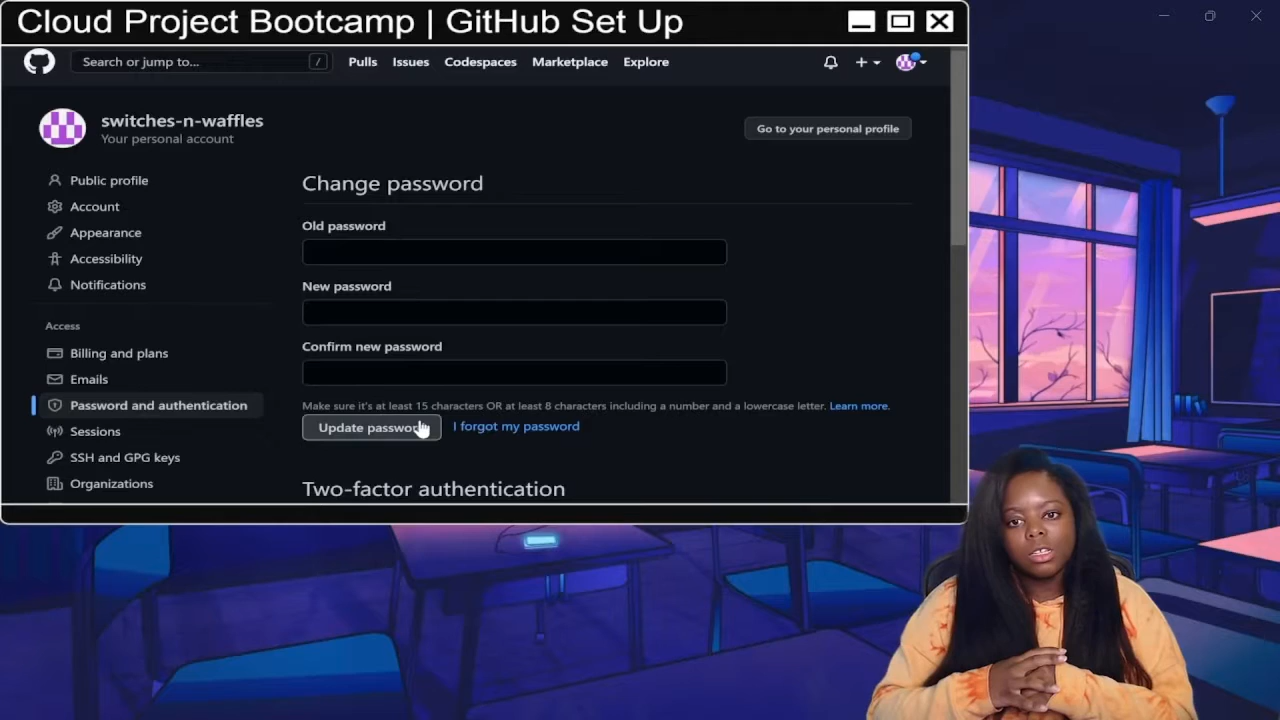 Cloud Project Bootcamp | GitHub Set Up
Search or jump to... /
Pulls Issues Codespaces Marketplace Explore
switches-n-waffles
Your personal account
Go to your personal profile
Public profile
Account
Appearance
Accessibility
Notifications
Access
Billing and plans
Emails
Password and authentication
Sessions
SSH and GPG keys
Organizations
Change password
Old password
New password
Confirm new password
Make sure it's at least 15 characters OR at least 8 characters including a number and a lowercase letter. Learn more.
Update password I forgot my password
Two-factor authentication